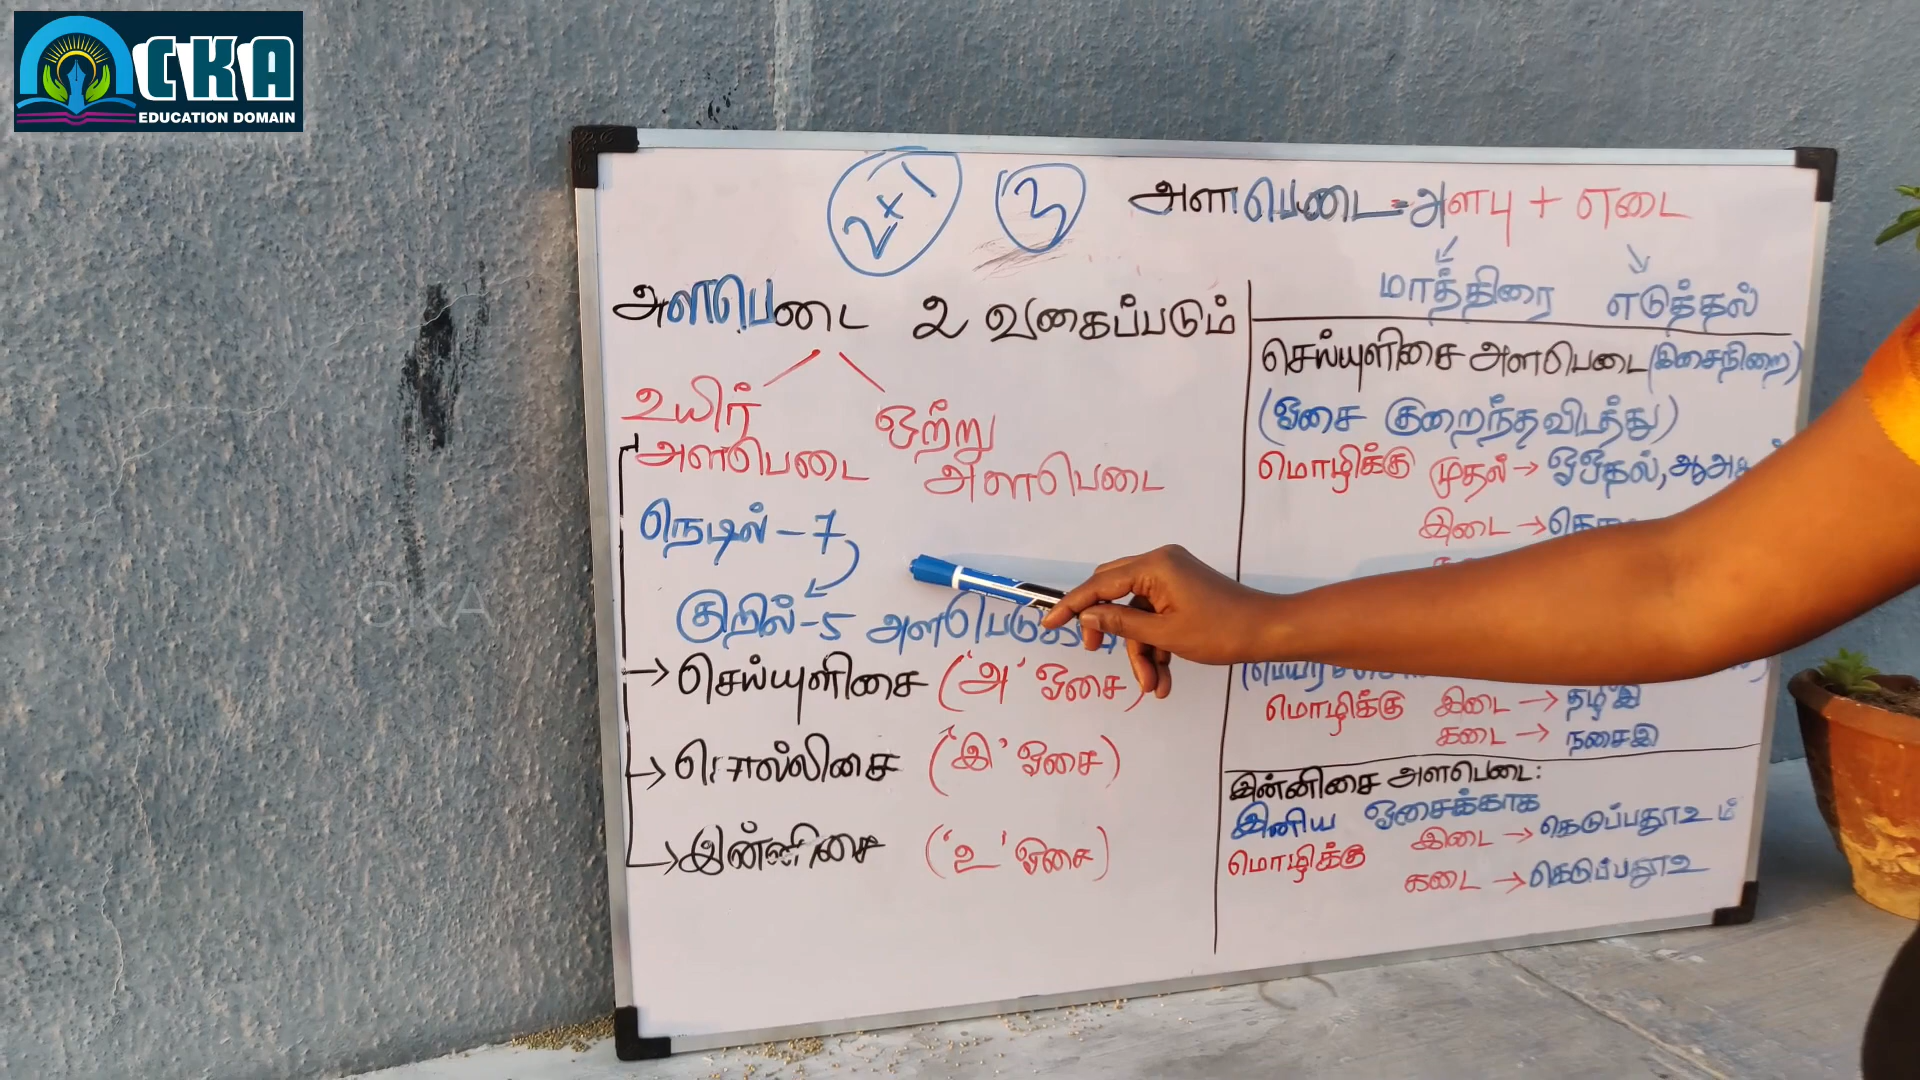 CKA
EDUCATION DOMAIN
2x1 3
அளபெடை = அளபு + எடை
மாத்திரை எடுத்தல்
அளபெடை 2 வகைப்படும்
உயிர்
அளபெடை
ஒற்று
அளபெடை
நெடில் - 7
குறில் - 5
செய்யுளிசை ('அ' ஓசை)
சொல்லிசை ('இ' ஓசை)
இன்னிசை ('உ' ஓசை)
செய்யுளிசை அளபெடை (இசைநிறை)
(ஓசை குறைந்தவிடத்து)
மொழிக்கு முதல் → ஓஒதல்,
இடை →
மொழிக்கு இடை → தழீஇ
கடை → நசைஇ
இன்னிசை அளபெடை:
இனிய ஓசைக்காக
மொழிக்கு இடை → கெடுப்பதூஉம்
கடை → கெடுப்பதூஉ
CKA